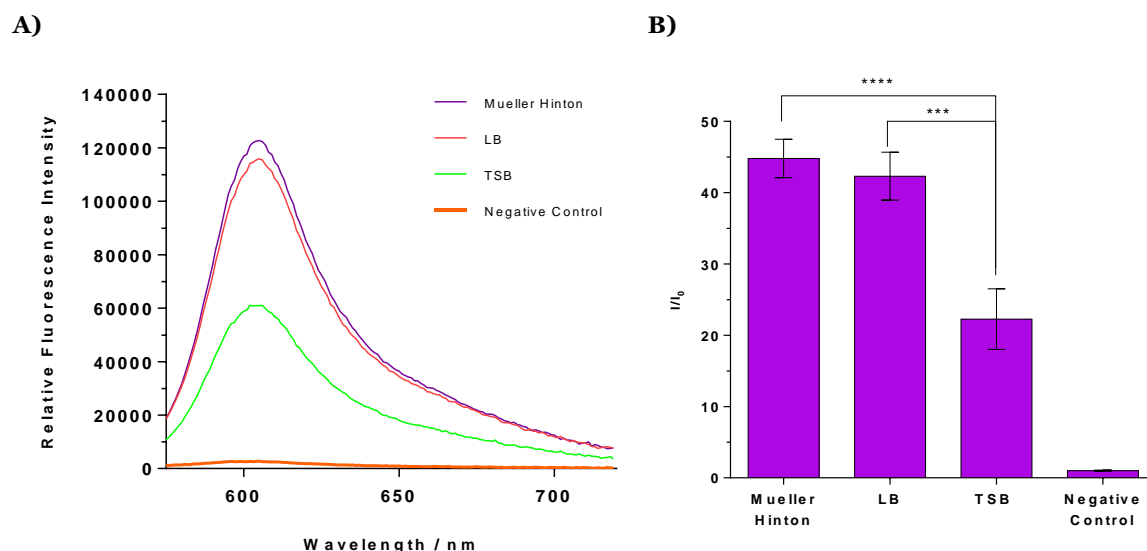 A)
Relative Fluorescence Intensity
140000
120000
100000
80000
60000
40000
20000
0
600
650
700
Wavelength / nm
Mueller Hinton
LB
TSB
Negative Control
B)
****
***
I/I0
50
40
30
20
10
0
Mueller
Hinton
LB
TSB
Negative
Control